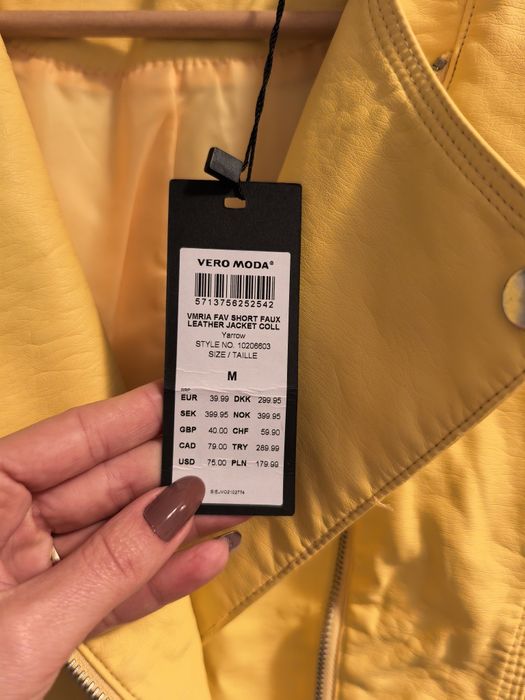 VERO MODA®
5713756252542
VMRIA FAV SHORT FAUX
LEATHER JACKET COLL
Yarrow
STYLE NO. 10206603
SIZE / TAILLE
M
RRP
EUR 39.99 DKK 299.95
SEK 399.95 NOK 399.95
GBP 40.00 CHF 59.90
CAD 79.00 TRY 269.99
USD 75.00 PLN 179.99